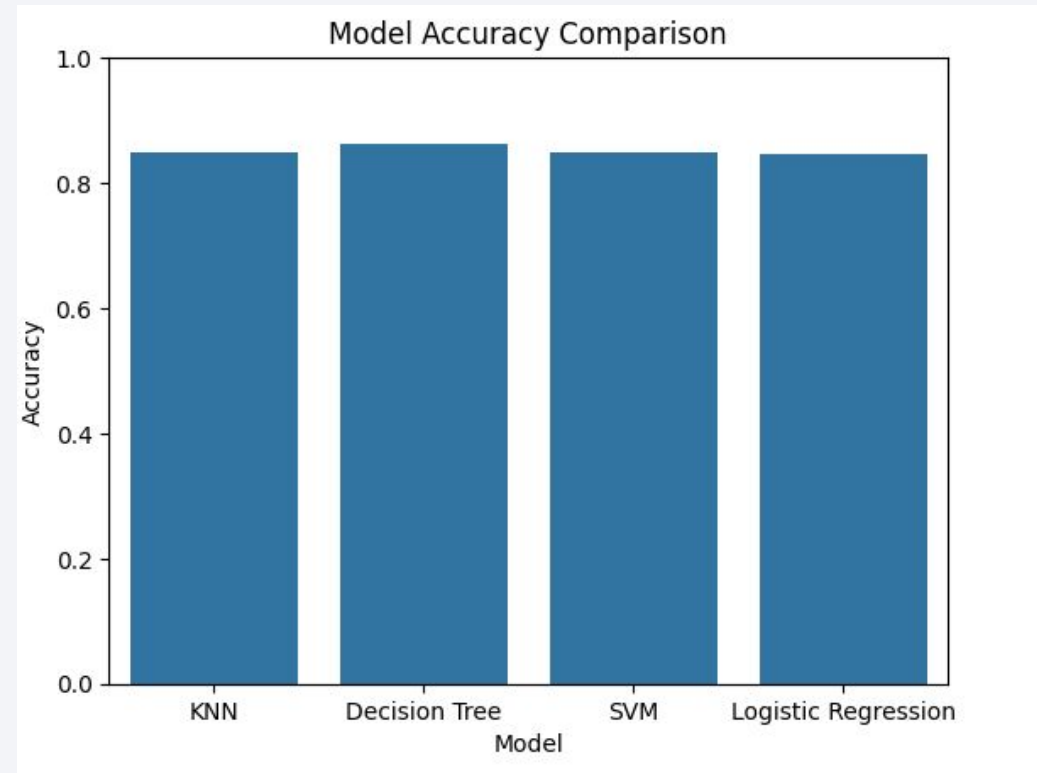 Model Accuracy Comparison
1.0
0.8
0.6
0.4
0.2
0.0
Accuracy
KNN Decision Tree SVM Logistic Regression
Model